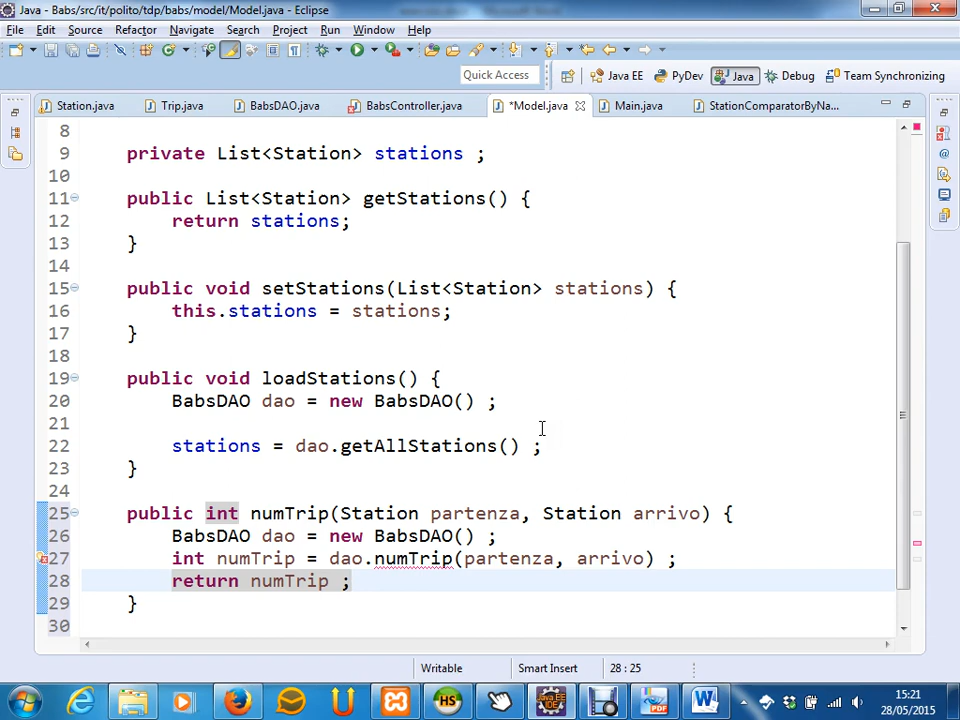 Java - Babs/src/it/polito/tdp/babs/model/Model.java - Eclipse
File Edit Source Refactor Navigate Search Project Run Window Help
Quick Access Java EE PyDev Java Debug Team Synchronizing
Station.java Trip.java BabsDAO.java BabsController.java *Model.java Main.java StationComparatorByNa...
8
9 private List<Station> stations ;
10
11 public List<Station> getStations() {
12 return stations;
13 }
14
15 public void setStations(List<Station> stations) {
16 this.stations = stations;
17 }
18
19 public void loadStations() {
20 BabsDAO dao = new BabsDAO() ;
21
22 stations = dao.getAllStations() ;
23 }
24
25 public int numTrip(Station partenza, Station arrivo) {
26 BabsDAO dao = new BabsDAO() ;
27 int numTrip = dao.numTrip(partenza, arrivo) ;
28 return numTrip ;
29 }
30
Writable Smart Insert 28 : 25
15:21
28/05/2015